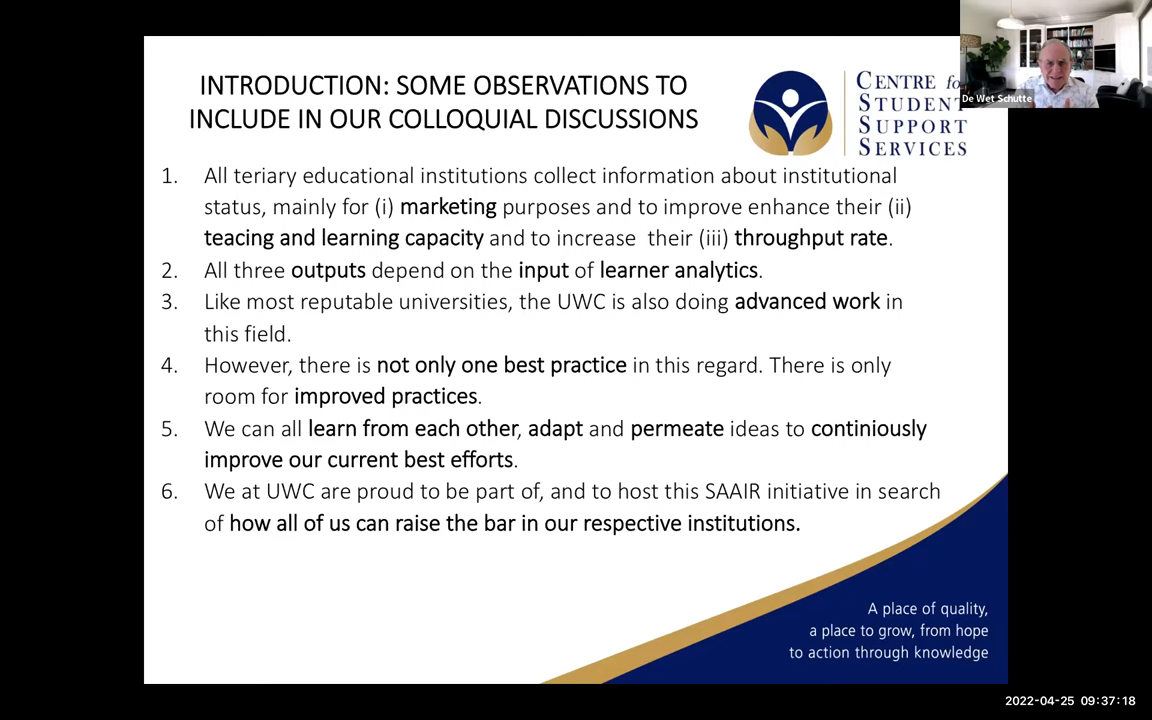 INTRODUCTION: SOME OBSERVATIONS TO
INCLUDE IN OUR COLLOQUIAL DISCUSSIONS
CENTRE fo
STUDENT
SUPPORT
SERVICES
De Wet Schutte
1. All teriary educational institutions collect information about institutional
status, mainly for (i) marketing purposes and to improve enhance their (ii)
teacing and learning capacity and to increase their (iii) throughput rate.
2. All three outputs depend on the input of learner analytics.
3. Like most reputable universities, the UWC is also doing advanced work in
this field.
4. However, there is not only one best practice in this regard. There is only
room for improved practices.
5. We can all learn from each other, adapt and permeate ideas to continiously
improve our current best efforts.
6. We at UWC are proud to be part of, and to host this SAAIR initiative in search
of how all of us can raise the bar in our respective institutions.
A place of quality,
a place to grow, from hope
to action through knowledge
2022-04-25 09:37:18